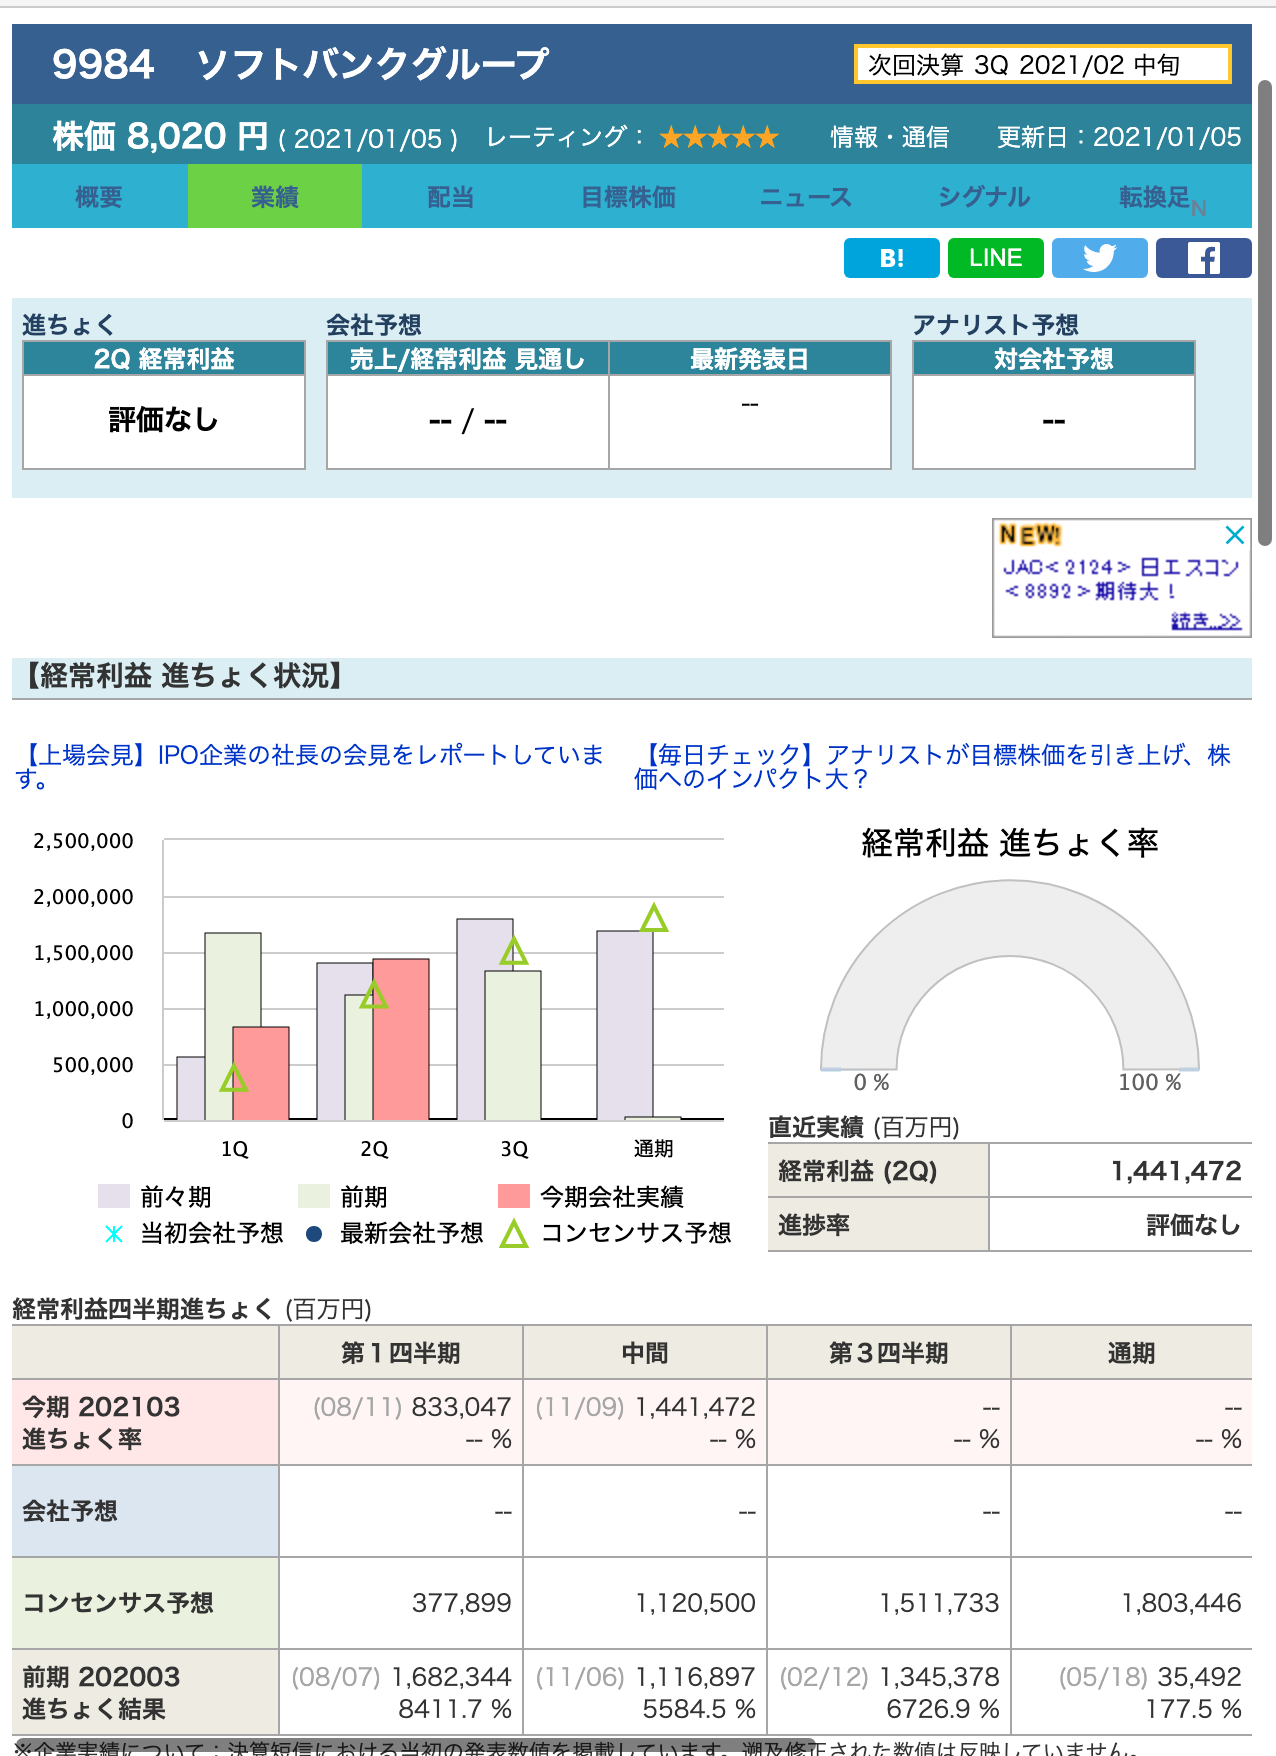 9984　ソフトバンクグループ
次回決算 3Q 2021/02 中旬
株価 8,020 円 ( 2021/01/05 )　レーティング： ★★★★★　情報・通信　更新日：2021/01/05
概要　業績　配当　目標株価　ニュース　シグナル　転換足N
B!　LINE
進ちょく　会社予想　アナリスト予想
2Q 経常利益　売上/経常利益 見通し　最新発表日　対会社予想
評価なし　-- / --　--　--
NEW!
JAC<2124> 日エスコン
<8892>期待大！
続き..>>
【経常利益 進ちょく状況】
【上場会見】IPO企業の社長の会見をレポートしていま
す。
【毎日チェック】アナリストが目標株価を引き上げ、株
価へのインパクト大？
2,500,000
2,000,000
1,500,000
1,000,000
500,000
0
1Q　2Q　3Q　通期
前々期　前期　今期会社実績
当初会社予想　最新会社予想　コンセンサス予想
経常利益 進ちょく率
0 %　100 %
直近実績 (百万円)
経常利益 (2Q)　1,441,472
進捗率　評価なし
経常利益四半期進ちょく (百万円)
第１四半期　中間　第３四半期　通期
今期 202103　(08/11) 833,047　(11/09) 1,441,472　--　--
進ちょく率　-- %　-- %　-- %　-- %
会社予想　--　--　--　--
コンセンサス予想　377,899　1,120,500　1,511,733　1,803,446
前期 202003　(08/07) 1,682,344　(11/06) 1,116,897　(02/12) 1,345,378　(05/18) 35,492
進ちょく結果　8411.7 %　5584.5 %　6726.9 %　177.5 %
※企業実績について：決算短信における当初の発表数値を掲載しています。遡及修正された数値は反映していません。